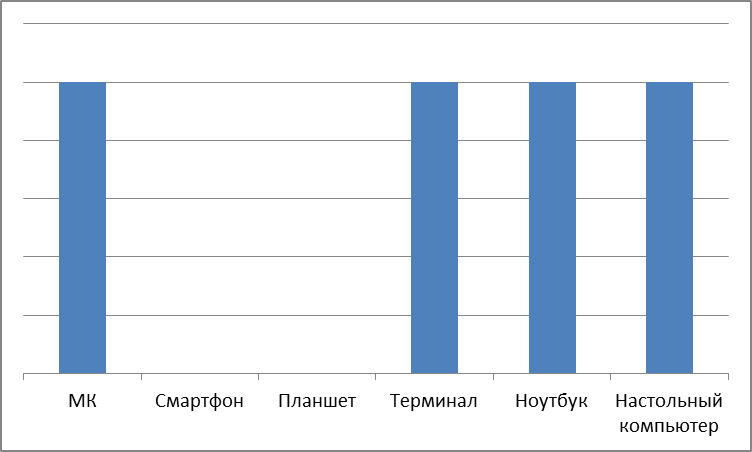 МК
Смартфон
Планшет
Терминал
Ноутбук
Настольный
компьютер